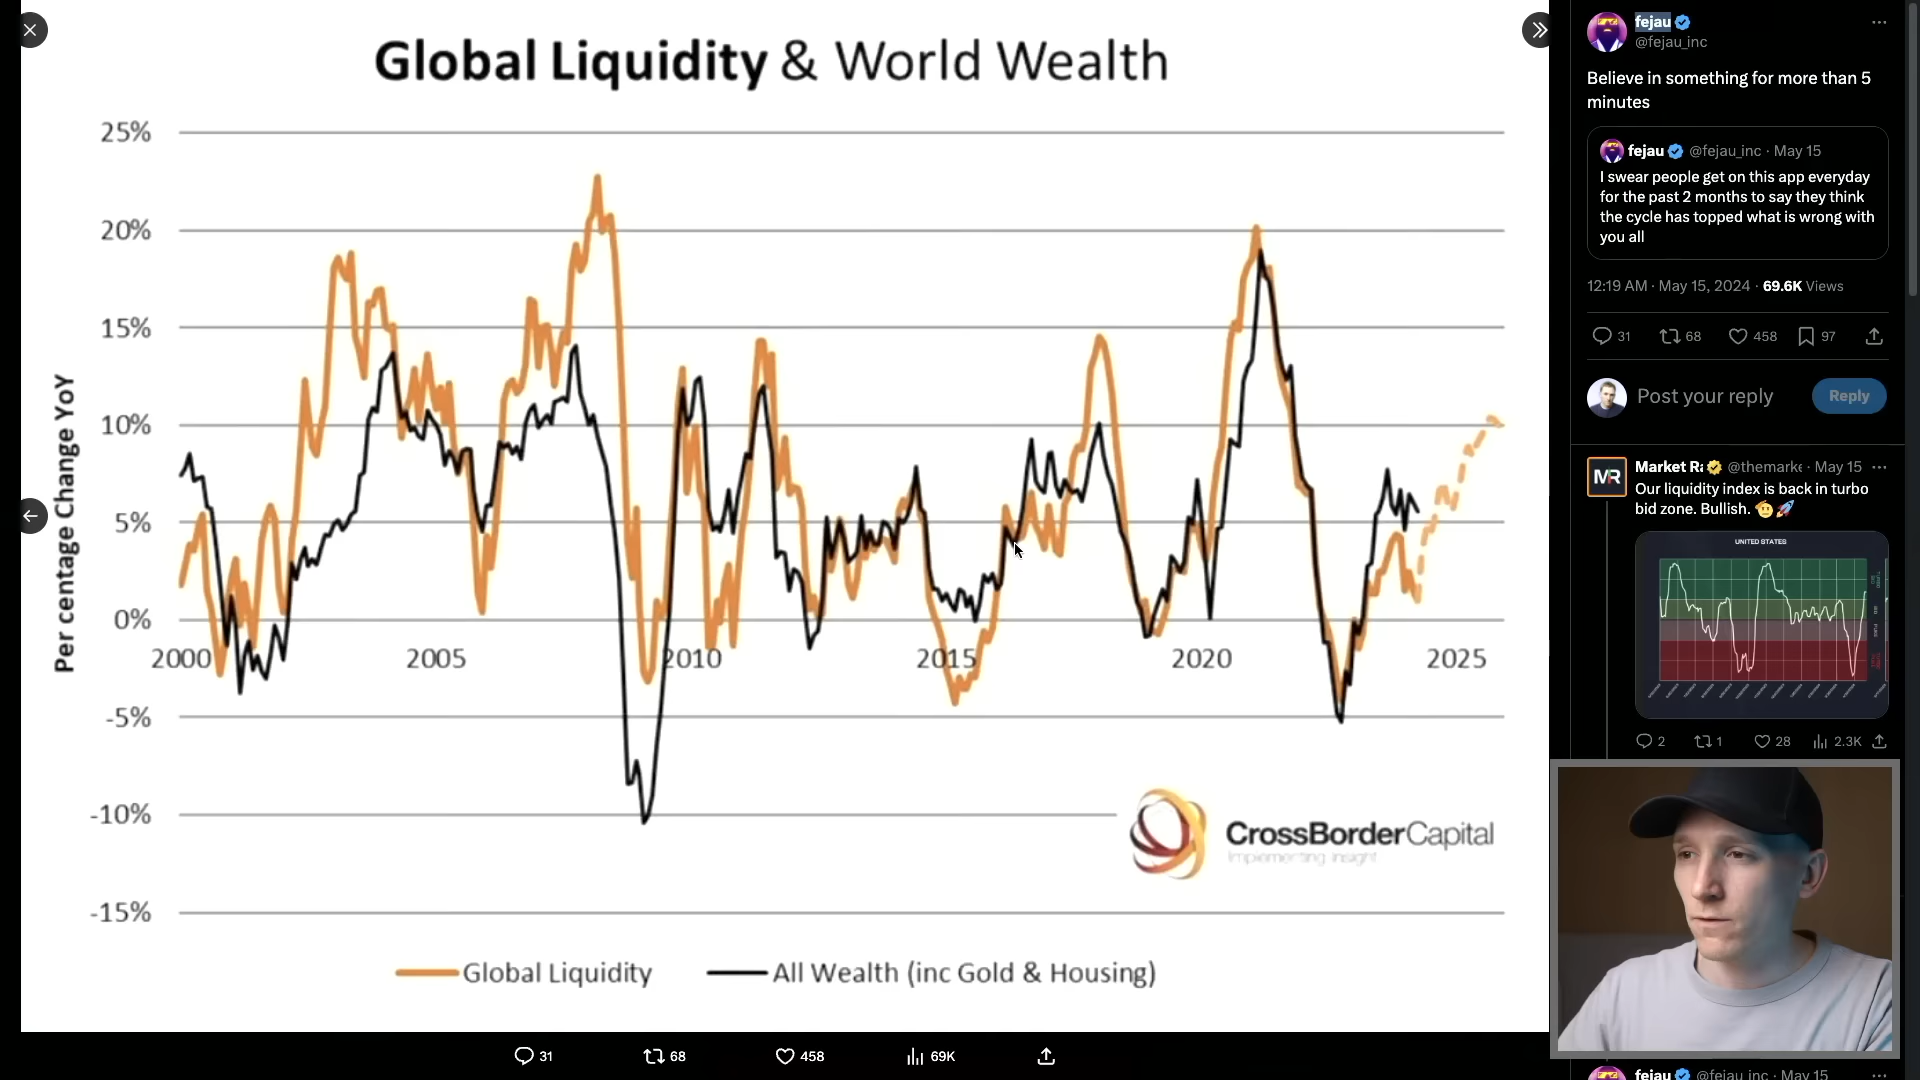 Global Liquidity & World Wealth
25%
20%
15%
10%
5%
0%
-5%
-10%
-15%
Per centage Change YoY
2000
2005
2010
2015
2020
2025
CrossBorderCapital
Implementing insight
Global Liquidity
All Wealth (inc Gold & Housing)
31
68
458
69K
fejau
@fejau_inc
Believe in something for more than 5
minutes
fejau @fejau_inc · May 15
I swear people get on this app everyday
for the past 2 months to say they think
the cycle has topped what is wrong with
you all
12:19 AM · May 15, 2024 · 69.6K Views
31
68
458
97
Post your reply
Reply
Market R @themarke · May 15
Our liquidity index is back in turbo
bid zone. Bullish.
MR
UNITED STATES
2
1
28
2.3K
fejau @fejau_inc · May 15